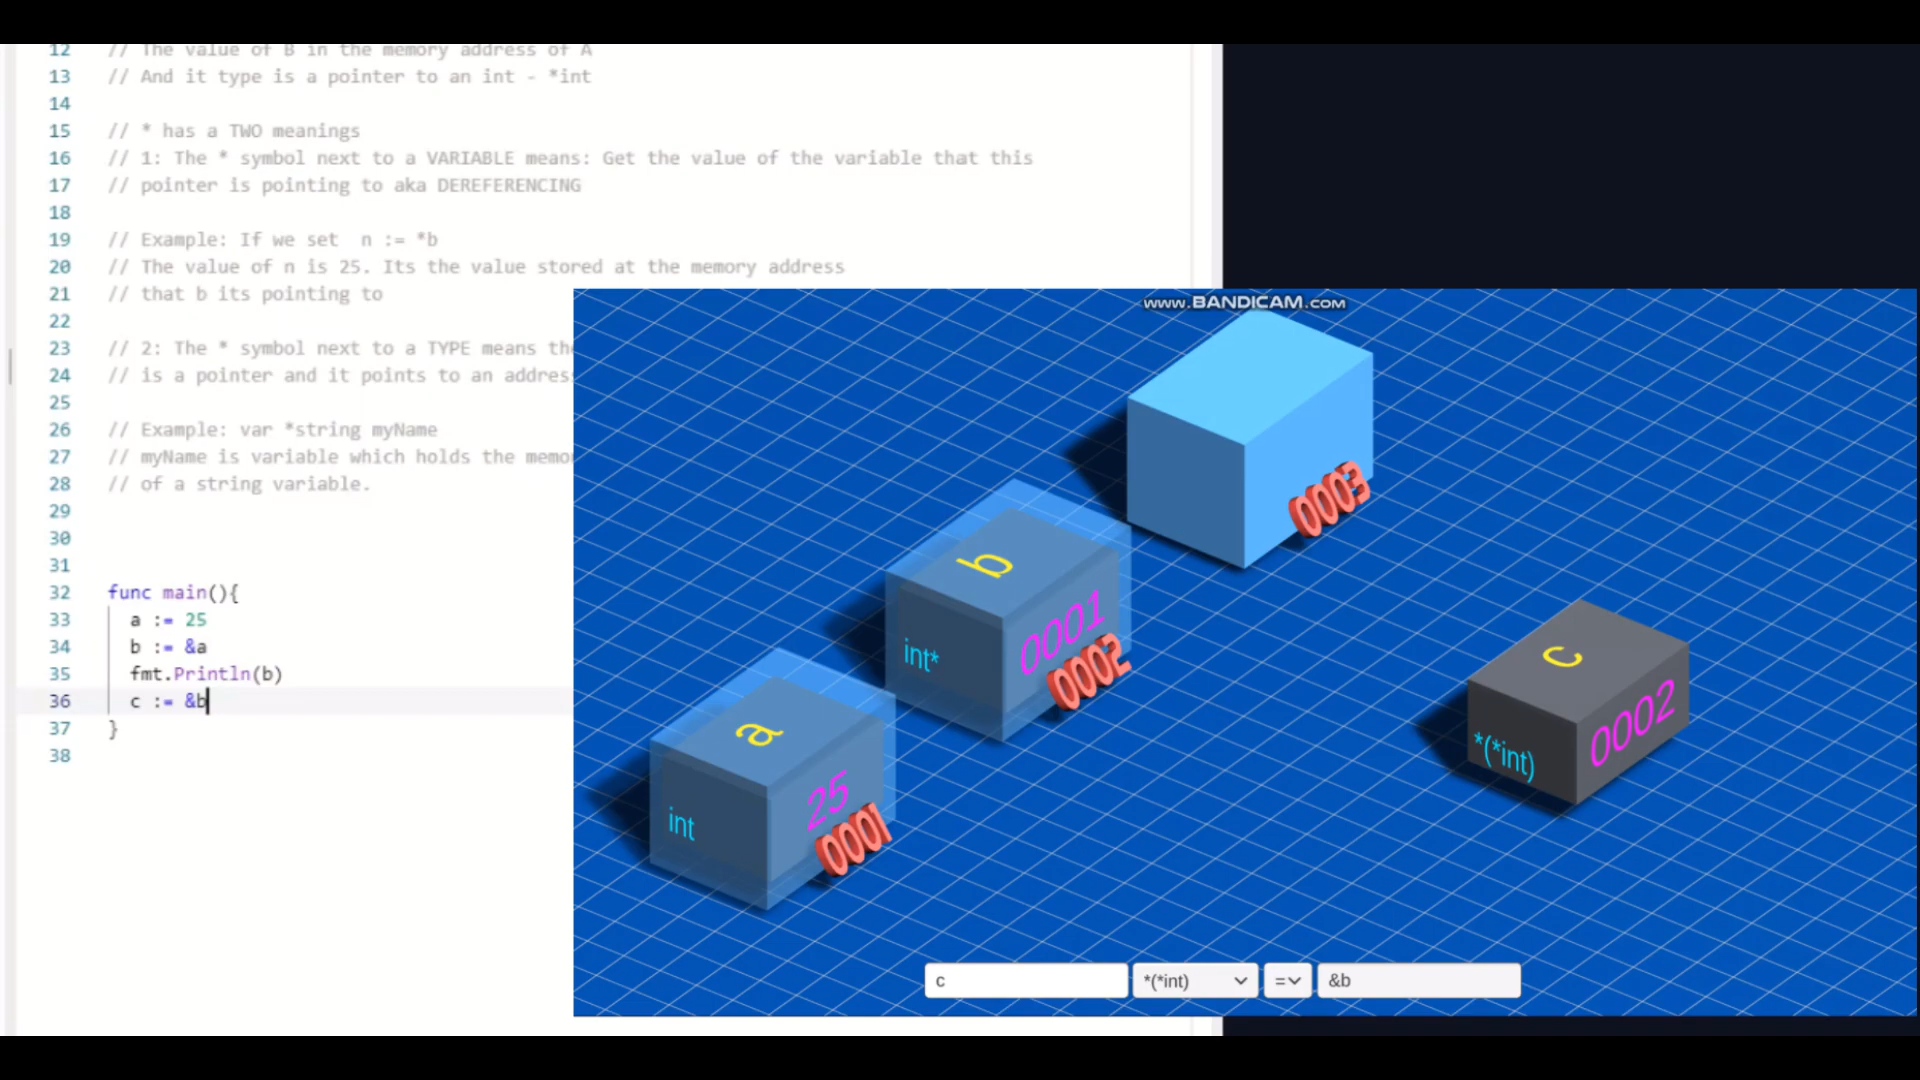 12 // The value of B in the memory address of A
13 // And it type is a pointer to an int - *int
14
15 // * has a TWO meanings
16 // 1: The * symbol next to a VARIABLE means: Get the value of the variable that this
17 // pointer is pointing to aka DEREFERENCING
18
19 // Example: If we set  n := *b
20 // The value of n is 25. Its the value stored at the memory address
21 // that b its pointing to
22
23 // 2: The * symbol next to a TYPE means
24 // is a pointer and it points to an
25
26 // Example: var *string myName
27 // myName is variable which holds the
28 // of a string variable.
29
30
31
32 func main(){
33 a := 25
34 b := &a
35 fmt.Println(b)
36 c := &b
37 }
38
www.BANDICAM.com
0003
b
int*
0001
0002
a
int
25
0001
c
*(*int)
0002
c
*(*int)
=
&b